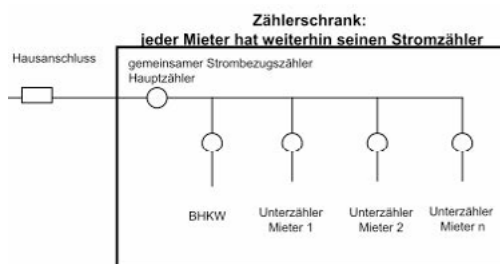 Zählerschrank:
jeder Mieter hat weiterhin seinen Stromzähler
Hausanschluss
gemeinsamer Strombezugszähler
Hauptzähler
BHKW
Unterzähler
Mieter 1
Unterzähler
Mieter 2
Unterzähler
Mieter n